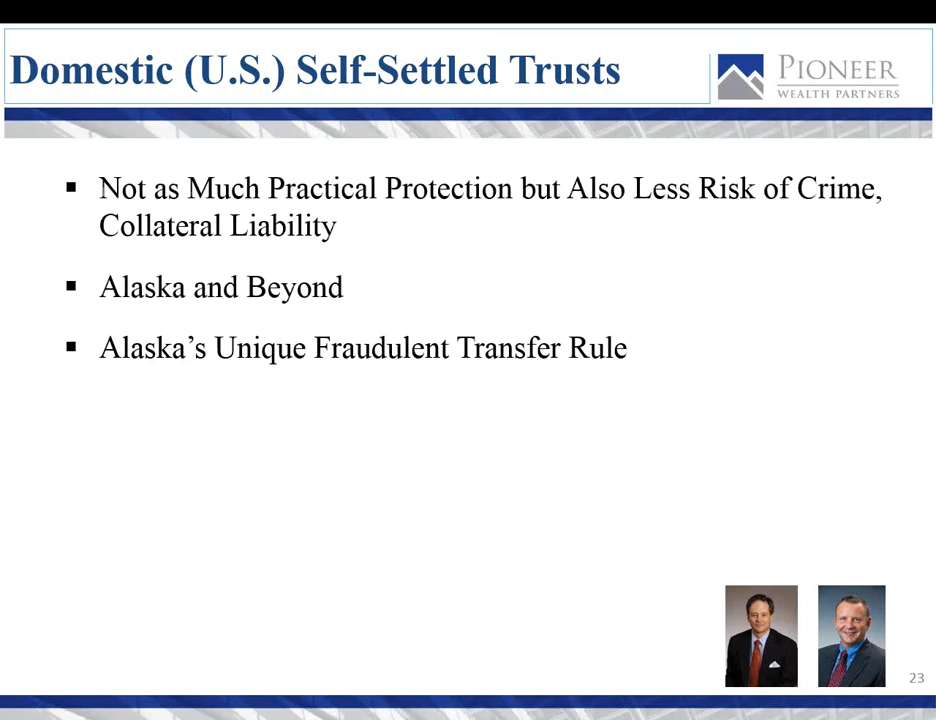 Domestic (U.S.) Self-Settled Trusts
PIONEER
WEALTH PARTNERS
▪ Not as Much Practical Protection but Also Less Risk of Crime,
Collateral Liability
▪ Alaska and Beyond
▪ Alaska’s Unique Fraudulent Transfer Rule
23